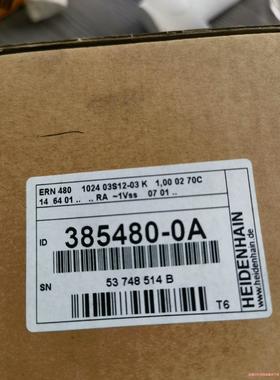 ERN 480 1024 03S12-03 K 1,00 02 70C
14 64 01 .. .. RA ~1Vss 07 01 ..
ID 385480-0A
SN 53 748 514 B
T6
HEIDENHAIN
www.heidenhain.de